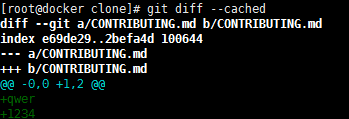 [root@docker clone]# git diff --cached
diff --git a/CONTRIBUTING.md b/CONTRIBUTING.md
index e69de29..2befa4d 100644
--- a/CONTRIBUTING.md
+++ b/CONTRIBUTING.md
@@ -0,0 +1,2 @@
+qwer
+1234